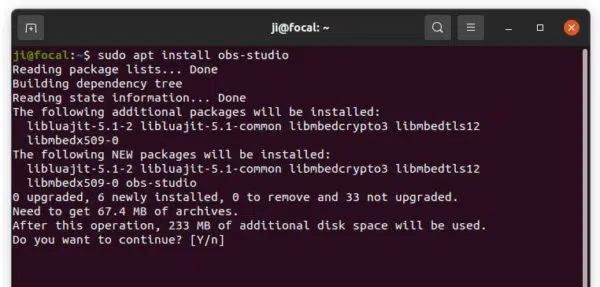 ji@focal: ~
ji@focal:~$ sudo apt install obs-studio
Reading package lists... Done
Building dependency tree
Reading state information... Done
The following additional packages will be installed:
  libluajit-5.1-2 libluajit-5.1-common libmbedcrypto3 libmbedtls12
  libmbedx509-0
The following NEW packages will be installed:
  libluajit-5.1-2 libluajit-5.1-common libmbedcrypto3 libmbedtls12
  libmbedx509-0 obs-studio
0 upgraded, 6 newly installed, 0 to remove and 33 not upgraded.
Need to get 67.4 MB of archives.
After this operation, 233 MB of additional disk space will be used.
Do you want to continue? [Y/n]